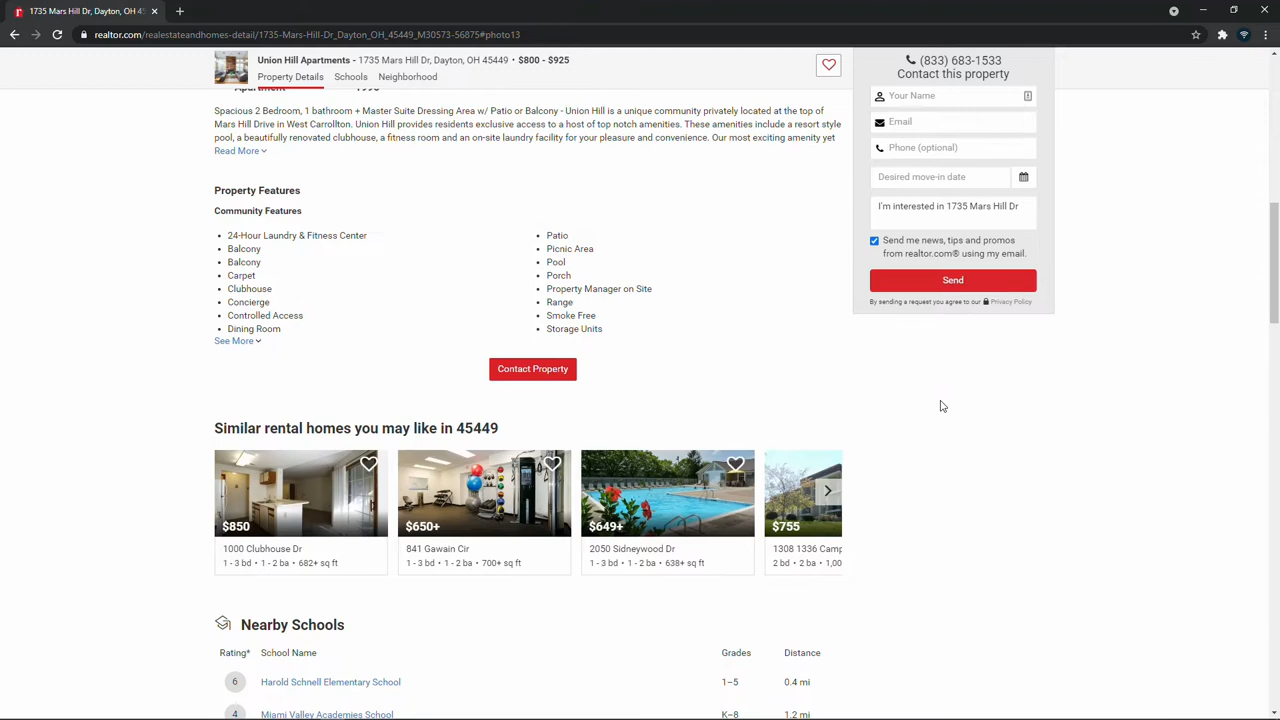 1735 Mars Hill Dr, Dayton, OH 45
realtor.com/realestateandhomes-detail/1735-Mars-Hill-Dr_Dayton_OH_45449_M30573-56875#photo13
Union Hill Apartments - 1735 Mars Hill Dr, Dayton, OH 45449 • $800 - $925
Property Details Schools Neighborhood
Apartment 1996
Spacious 2 Bedroom, 1 bathroom + Master Suite Dressing Area w/ Patio or Balcony - Union Hill is a unique community privately located at the top of
Mars Hill Drive in West Carrollton. Union Hill provides residents exclusive access to a host of top notch amenities. These amenities include a resort style
pool, a beautifully renovated clubhouse, a fitness room and an on-site laundry facility for your pleasure and convenience. Our most exciting amenity yet
Read More
Property Features
Community Features
24-Hour Laundry & Fitness Center
Balcony
Balcony
Carpet
Clubhouse
Concierge
Controlled Access
Dining Room
Patio
Picnic Area
Pool
Porch
Property Manager on Site
Range
Smoke Free
Storage Units
See More
Contact Property
(833) 683-1533
Contact this property
Your Name
Email
Phone (optional)
Desired move-in date
I'm interested in 1735 Mars Hill Dr
Send me news, tips and promos
from realtor.com® using my email.
Send
By sending a request you agree to our Privacy Policy
Similar rental homes you may like in 45449
$850
1000 Clubhouse Dr
1 - 3 bd • 1 - 2 ba • 682+ sq ft
$650+
841 Gawain Cir
1 - 3 bd • 1 - 2 ba • 700+ sq ft
$649+
2050 Sidneywood Dr
1 - 3 bd • 1 - 2 ba • 638+ sq ft
$755
1308 1336 Camp
2 bd • 2 ba • 1,00
Nearby Schools
Rating* School Name Grades Distance
6 Harold Schnell Elementary School 1–5 0.4 mi
4 Miami Valley Academies School K–8 1.2 mi